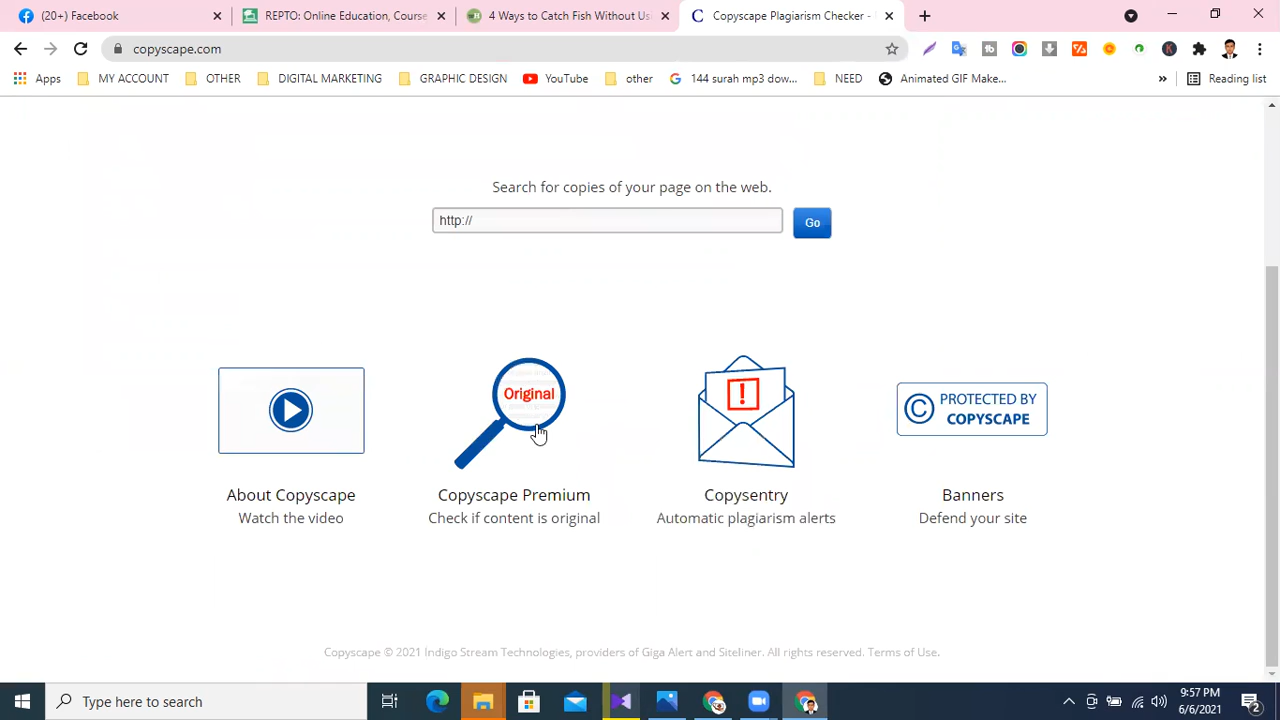 (20+) Facebook
REPTO: Online Education, Course
4 Ways to Catch Fish Without Us
Copyscape Plagiarism Checker -
copyscape.com
Apps
MY ACCOUNT
OTHER
DIGITAL MARKETING
GRAPHIC DESIGN
YouTube
other
144 surah mp3 dow...
NEED
Animated GIF Make...
»
Reading list
Search for copies of your page on the web.
http://
Go
Original
!
© PROTECTED BY
COPYSCAPE
About Copyscape
Copyscape Premium
Copysentry
Banners
Watch the video
Check if content is original
Automatic plagiarism alerts
Defend your site
Copyscape © 2021 Indigo Stream Technologies, providers of Giga Alert and Siteliner. All rights reserved. Terms of Use.
Type here to search
9:57 PM
6/6/2021
2